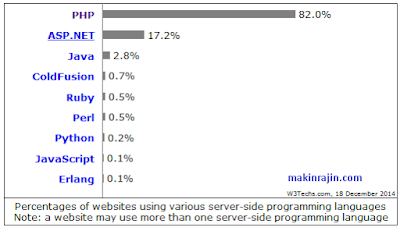 PHP 82.0%
ASP.NET 17.2%
Java 2.8%
ColdFusion 0.7%
Ruby 0.5%
Perl 0.5%
Python 0.2%
JavaScript 0.1%
Erlang 0.1%
makinrajin.com
W3Techs.com, 18 December 2014
Percentages of websites using various server-side programming languages
Note: a website may use more than one server-side programming language